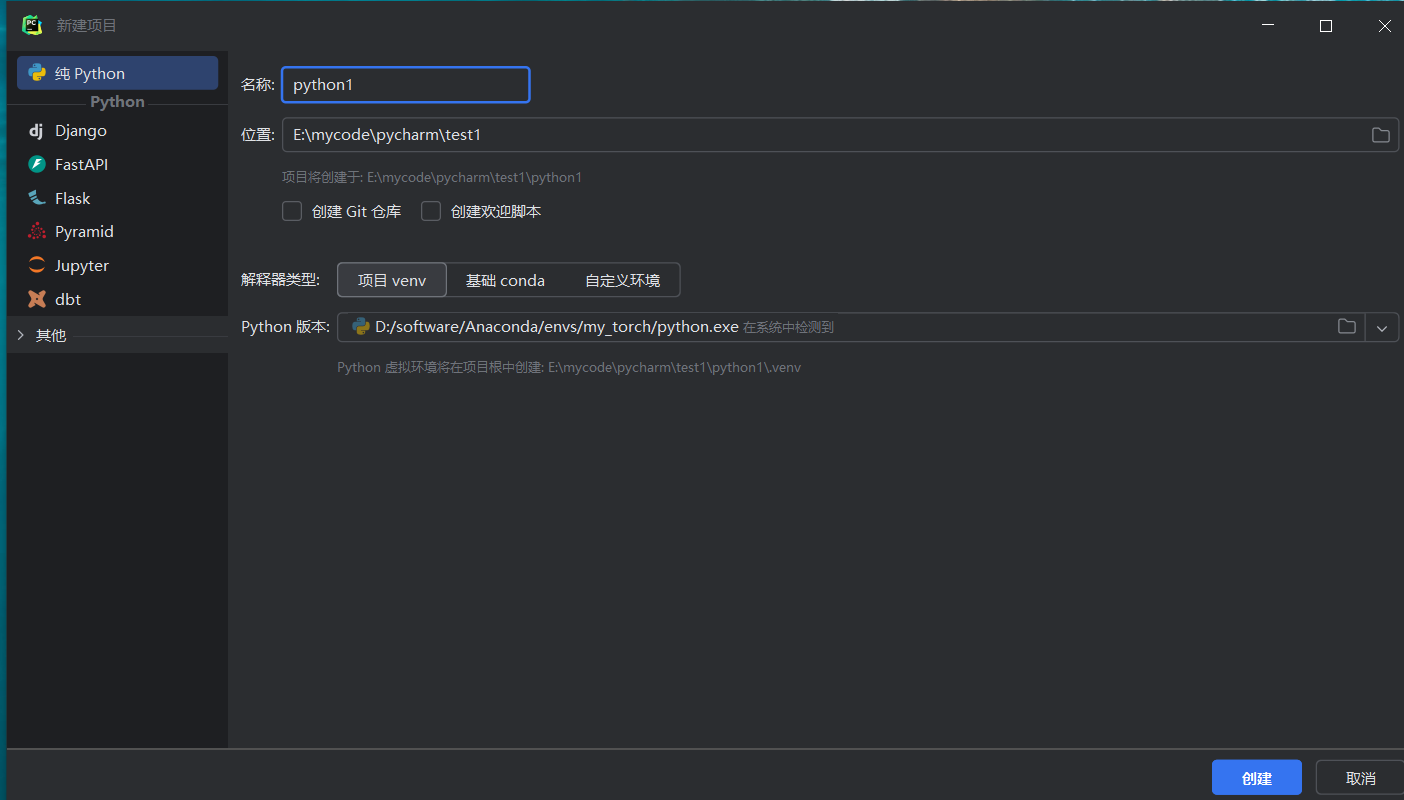 PC 新建项目
纯 Python
Python
dj Django
FastAPI
Flask
Pyramid
Jupyter
dbt
其他
名称: python1
位置: E:\mycode\pycharm\test1
项目将创建于: E:\mycode\pycharm\test1\python1
创建 Git 仓库 创建欢迎脚本
解释器类型: 项目 venv 基础 conda 自定义环境
Python 版本: D:/software/Anaconda/envs/my_torch/python.exe 在系统中检测到
Python 虚拟环境将在项目根中创建: E:\mycode\pycharm\test1\python1\.venv
创建 取消